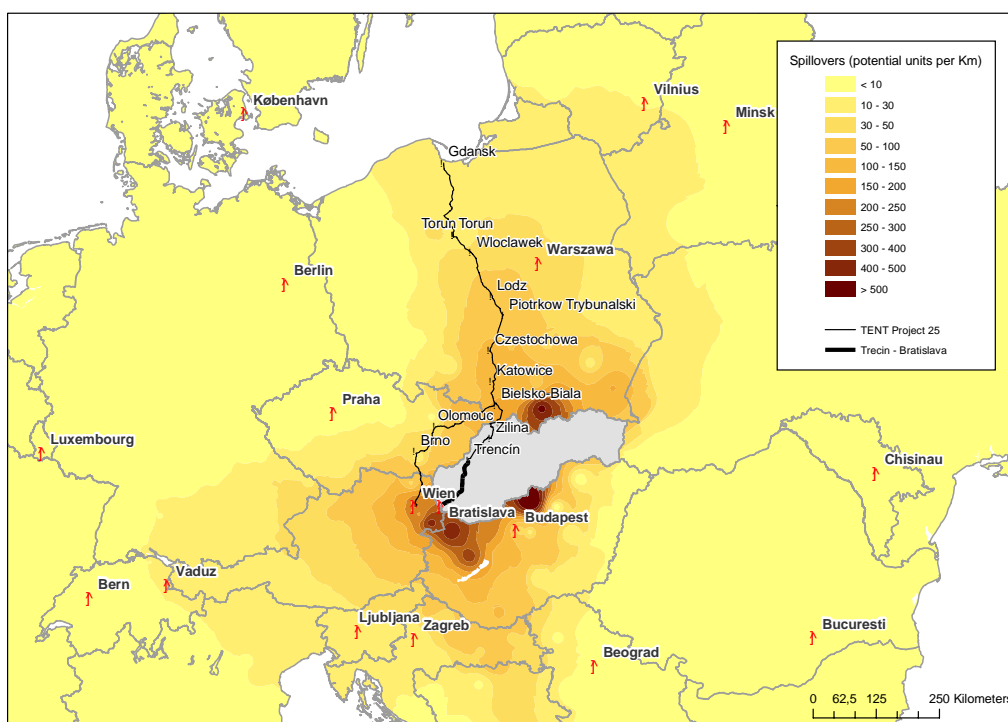 Spillovers (potential units per Km)
< 10
10 - 30
30 - 50
50 - 100
100 - 150
150 - 200
200 - 250
250 - 300
300 - 400
400 - 500
> 500
TENT Project 25
Trecin - Bratislava
København
Vilnius
Minsk
Gdansk
Torun Torun
Wloclawek
Warszawa
Berlin
Lodz
Piotrkow Trybunalski
Czestochowa
Katowice
Bielsko-Biala
Praha
Olomouc
Zilina
Brno
Trencín
Luxembourg
Chisinau
Wien
Bratislava
Budapest
Vaduz
Bern
Ljubljana
Zagreb
Bucuresti
Beograd
0 62,5 125 250 Kilometers